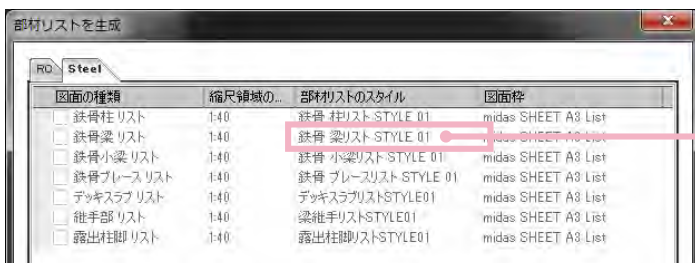 部材リストを生成
RC Steel
図面の種類 縮尺領域の... 部材リストのスタイル 図面枠
鉄骨柱 リスト 1:40 鉄骨 柱リスト STYLE 01 midas SHEET A3 List
鉄骨梁 リスト 1:40 鉄骨 梁リスト STYLE 01 midas SHEET A3 List
鉄骨小梁 リスト 1:40 鉄骨 小梁リスト STYLE 01 midas SHEET A3 List
鉄骨ブレース リスト 1:40 鉄骨 ブレースリスト STYLE 01 midas SHEET A3 List
デッキスラブ リスト 1:40 デッキスラブリストSTYLE01 midas SHEET A3 List
継手部 リスト 1:40 梁継手リストSTYLE01 midas SHEET A3 List
露出柱脚 リスト 1:40 露出柱脚リストSTYLE01 midas SHEET A3 List